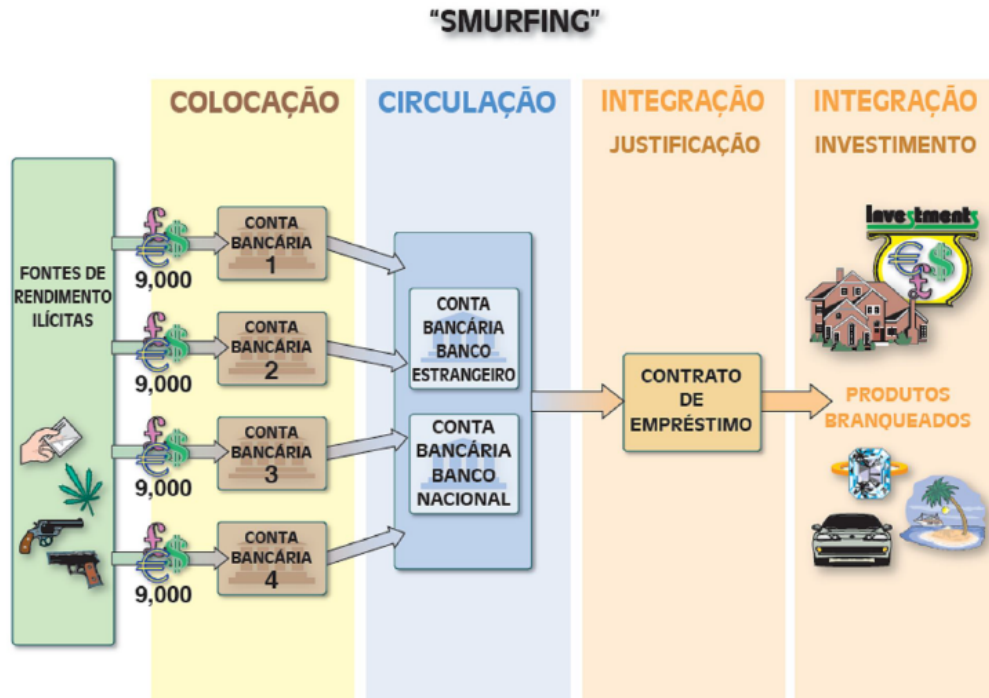 "SMURFING"
COLOCAÇÃO
CIRCULAÇÃO
INTEGRAÇÃO
JUSTIFICAÇÃO
INTEGRAÇÃO
INVESTIMENTO
FONTES DE
RENDIMENTO
ILÍCITAS
£ € $
9,000
CONTA
BANCÁRIA
1
£ € $
9,000
CONTA
BANCÁRIA
2
£ € $
9,000
CONTA
BANCÁRIA
3
£ € $
9,000
CONTA
BANCÁRIA
4
CONTA
BANCÁRIA
BANCO
ESTRANGEIRO
CONTA
BANCÁRIA
BANCO
NACIONAL
CONTRATO
DE
EMPRÉSTIMO
Investments
€ $
£
PRODUTOS
BRANQUEADOS